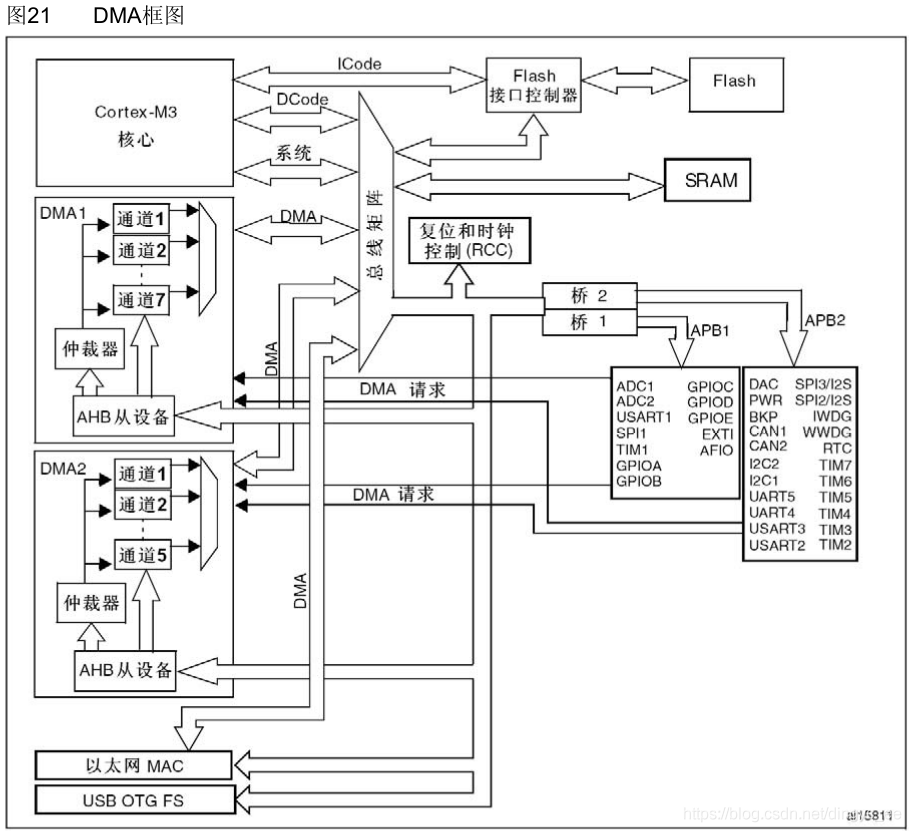 图21 DMA框图
ICode
Cortex-M3
核心
DCode
系统
Flash
接口控制器
Flash
SRAM
DMA1
通道1
通道2
通道7
仲裁器
AHB从设备
DMA
总线矩阵
复位和时钟
控制(RCC)
桥 2
桥 1
APB1
APB2
DMA
DMA 请求
ADC1 GPIOC
ADC2 GPIOD
USART1 GPIOE
SPI1 EXTI
TIM1 AFIO
GPIOA
GPIOB
DAC SPI3/I2S
PWR SPI2/I2S
BKP IWDG
CAN1 WWDG
CAN2 RTC
I2C2 TIM7
I2C1 TIM6
UART5 TIM5
UART4 TIM4
USART3 TIM3
USART2 TIM2
DMA2
通道1
通道2
通道5
仲裁器
AHB从设备
DMA 请求
DMA
以太网 MAC
USB OTG FS